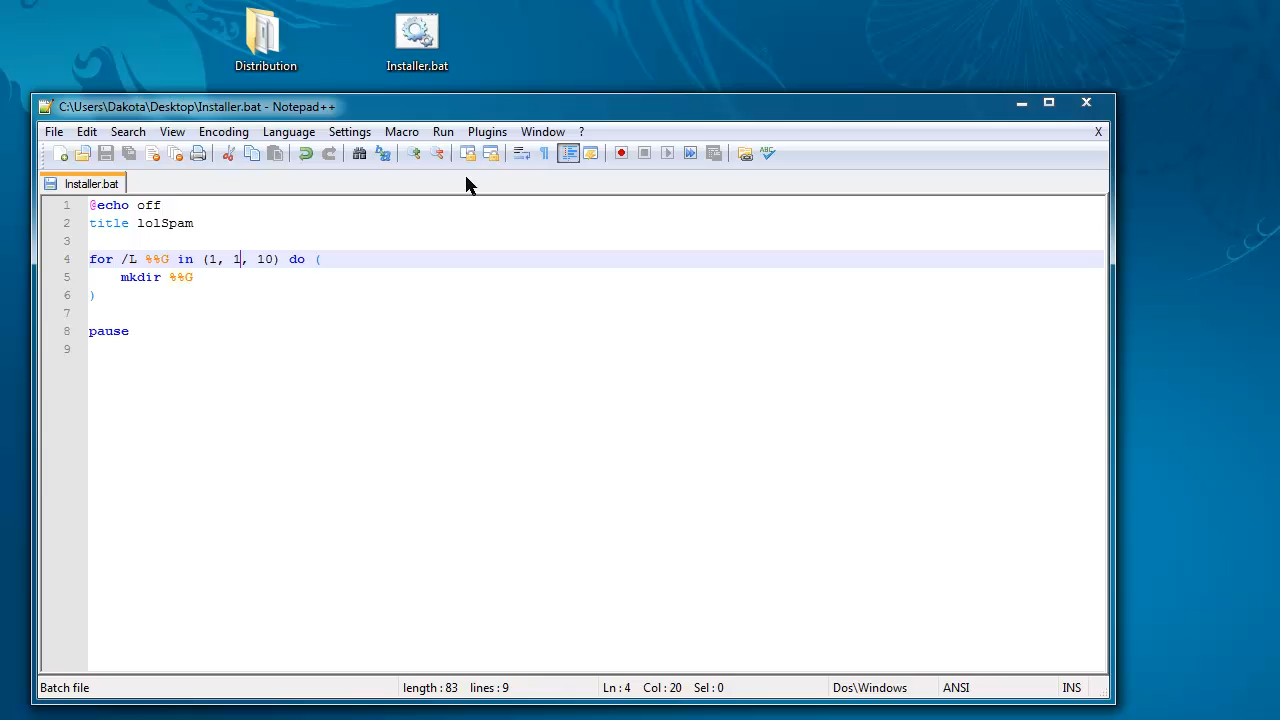 Distribution
Installer.bat
C:\Users\Dakota\Desktop\Installer.bat - Notepad++
File Edit Search View Encoding Language Settings Macro Run Plugins Window ? X
Installer.bat
1 @echo off
2 title lolSpam
3
4 for /L %%G in (1, 1, 10) do (
5 mkdir %%G
6 )
7
8 pause
9
Batch file length : 83 lines : 9 Ln : 4 Col : 20 Sel : 0 Dos\Windows ANSI INS